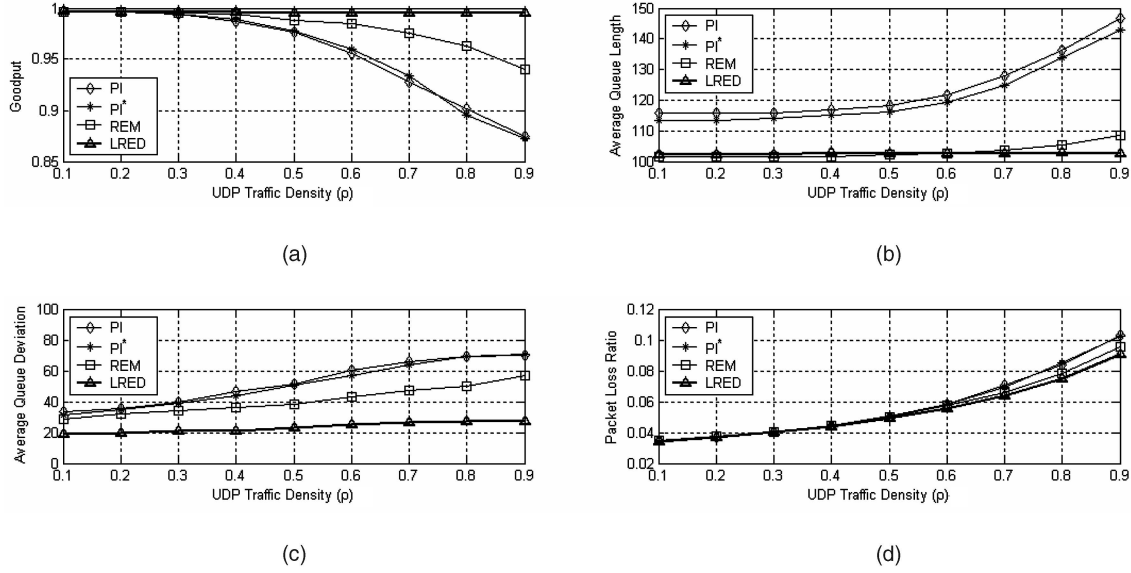 Goodput
1
0.95
0.9
0.85
PI
PI*
REM
LRED
0.1 0.2 0.3 0.4 0.5 0.6 0.7 0.8 0.9
UDP Traffic Density (ρ)
(a)
Average Queue Length
150
140
130
120
110
100
PI
PI*
REM
LRED
0.1 0.2 0.3 0.4 0.5 0.6 0.7 0.8 0.9
UDP Traffic Density (ρ)
(b)
Average Queue Deviation
100
80
60
40
20
0
PI
PI*
REM
LRED
0.1 0.2 0.3 0.4 0.5 0.6 0.7 0.8 0.9
UDP Traffic Density (ρ)
(c)
Packet Loss Ratio
0.12
0.1
0.08
0.06
0.04
0.02
PI
PI*
REM
LRED
0.1 0.2 0.3 0.4 0.5 0.6 0.7 0.8 0.9
UDP Traffic Density (ρ)
(d)